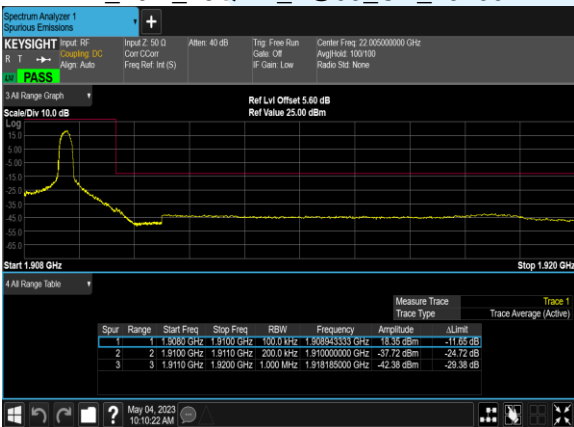 Spectrum Analyzer 1
Spurious Emissions
+
KEYSIGHT Input: RF Input Z: 50 Ω Atten: 40 dB Trig: Free Run Center Freq: 22.005000000 GHz
R T Coupling: DC Corr CCorr Gate: Off Avg|Hold: 100/100
Align: Auto Freq Ref: Int (S) IF Gain: Low Radio Std: None
PASS
3 All Range Graph Ref Lvl Offset 5.60 dB
Scale/Div 10.0 dB Ref Value 25.00 dBm
Log
15.0
5.00
-5.00
-15.0
-25.0
-35.0
-45.0
-55.0
-65.0
Start 1.908 GHz Stop 1.920 GHz
4 All Range Table
Measure Trace Trace 1
Trace Type Trace Average (Active)
Spur Range Start Freq Stop Freq RBW Frequency Amplitude ΔLimit
1 1 1.9080 GHz 1.9100 GHz 100.0 kHz 1.908943333 GHz 18.35 dBm -11.65 dB
2 2 1.9100 GHz 1.9110 GHz 200.0 kHz 1.910000000 GHz -37.72 dBm -24.72 dB
3 3 1.9110 GHz 1.9200 GHz 1.000 MHz 1.918185000 GHz -42.38 dBm -29.38 dB
? May 04, 2023
10:10:22 AM